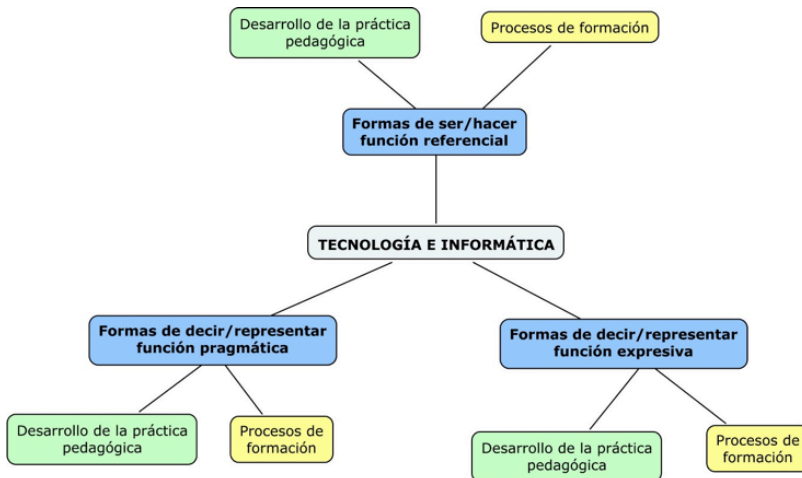 Desarrollo de la práctica
pedagógica
Procesos de formación
Formas de ser/hacer
función referencial
TECNOLOGÍA E INFORMÁTICA
Formas de decir/representar
función pragmática
Formas de decir/representar
función expresiva
Desarrollo de la práctica
pedagógica
Procesos de
formación
Desarrollo de la práctica
pedagógica
Procesos de
formación